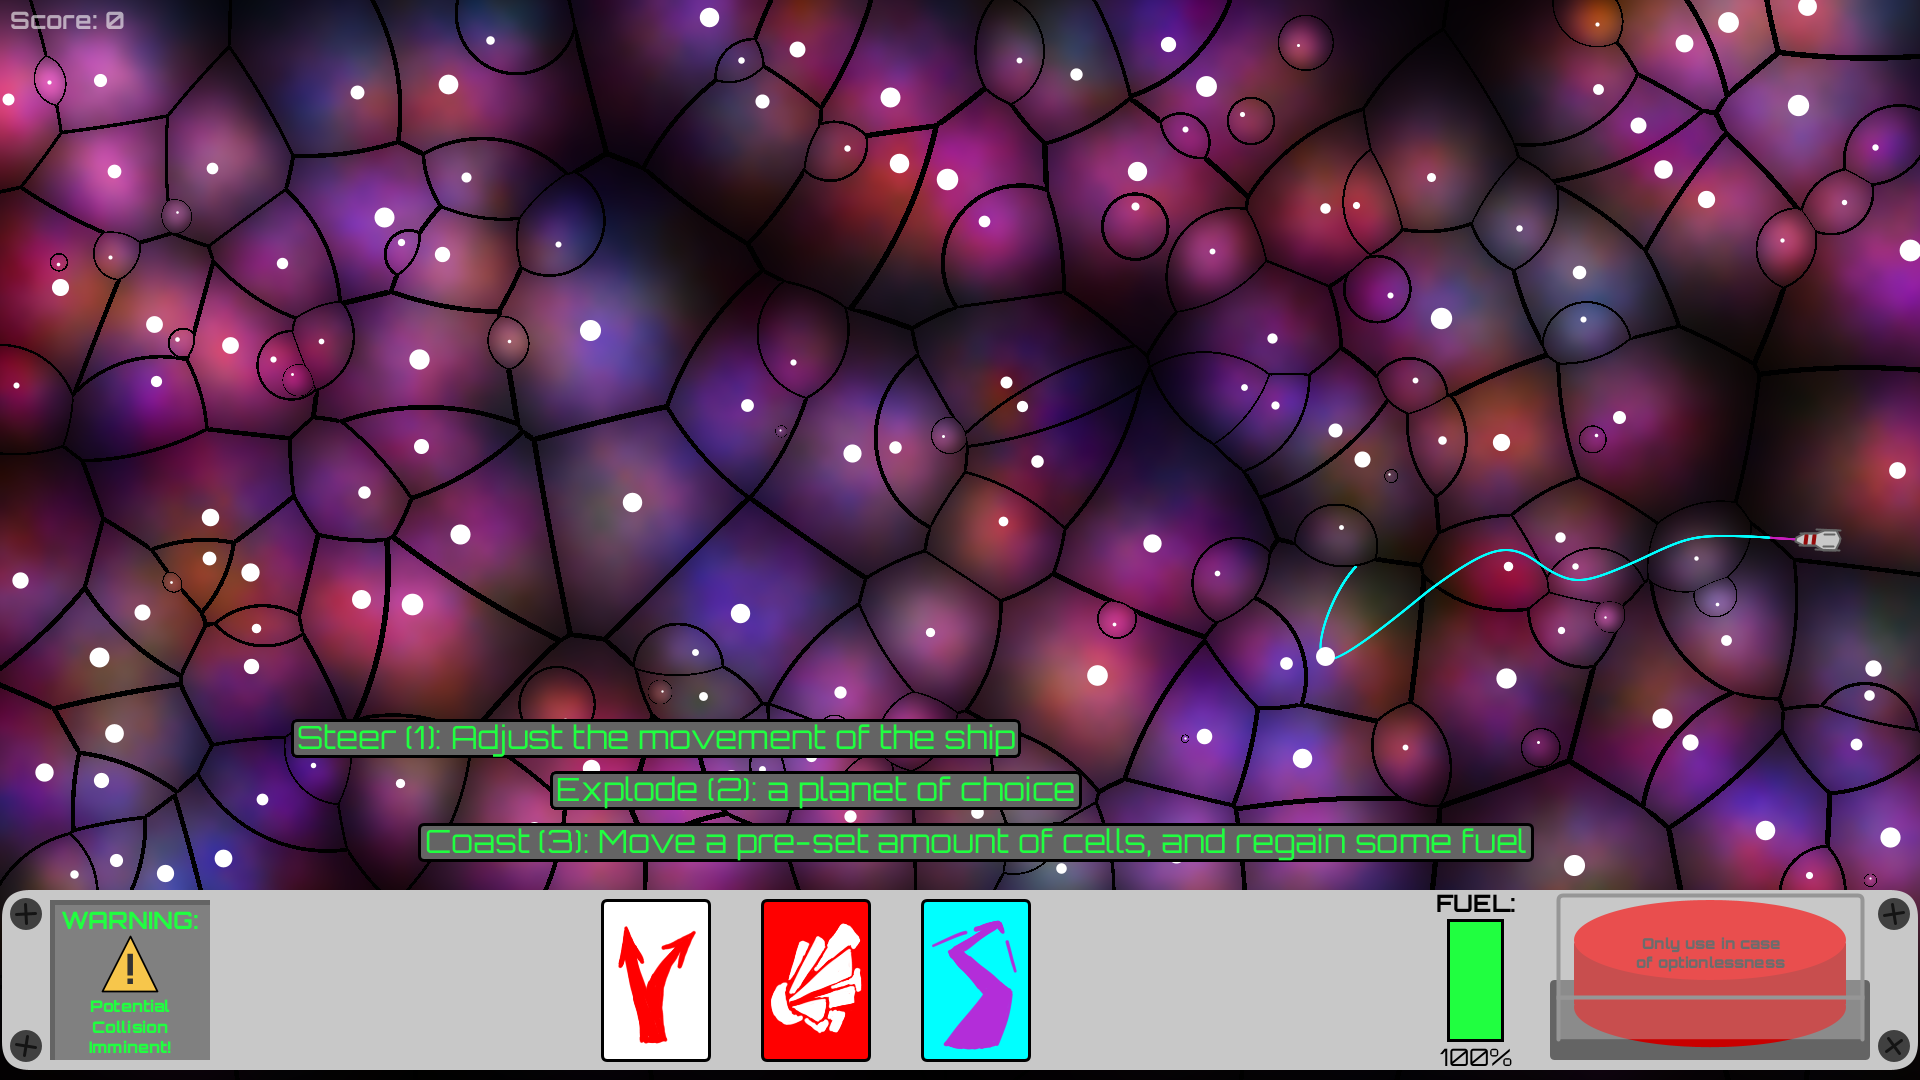 Score: 0
Steer (1): Adjust the movement of the ship
Explode (2): a planet of choice
Coast (3): Move a pre-set amount of cells, and regain some fuel
WARNING:
Potential
Collision
Imminent!
FUEL:
100%
Only use in case
of optionlessness